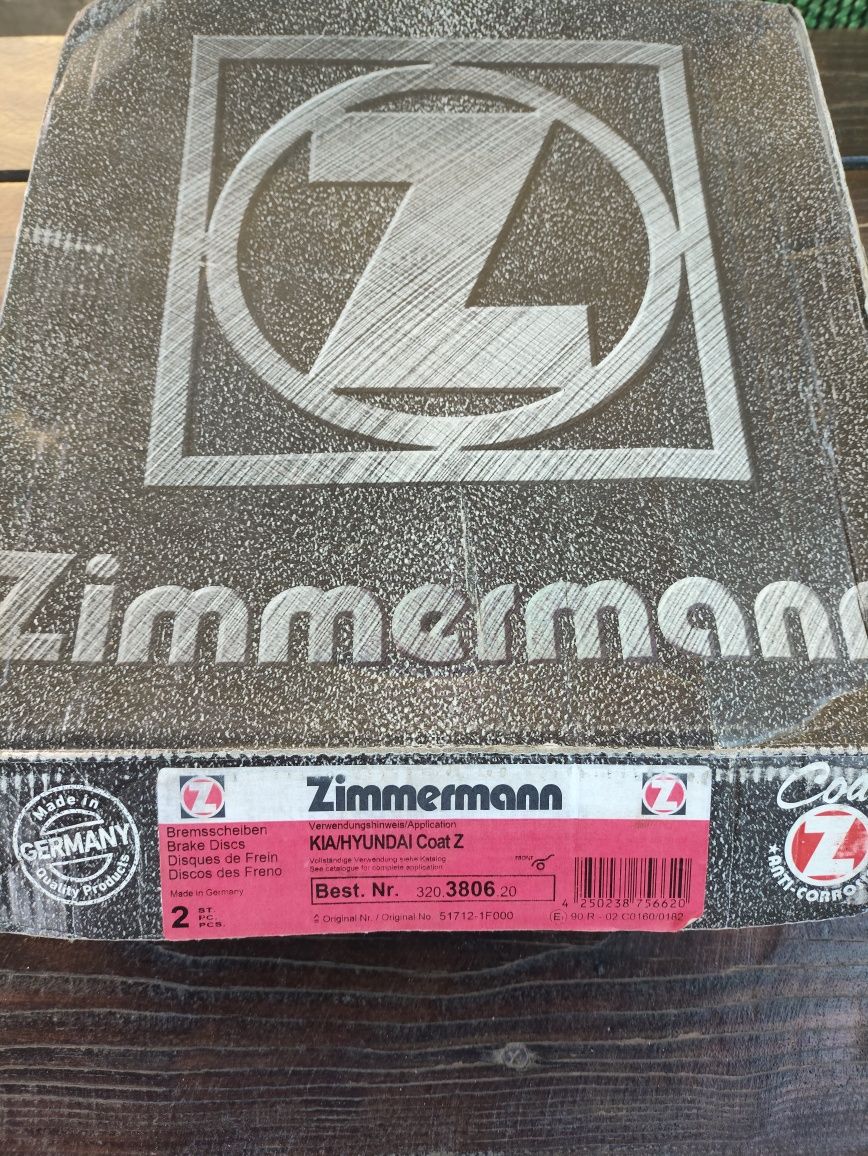 Z
Zimmermann
Made in
GERMANY
Quality Products
Z
Zimmermann
Z
Bremsscheiben
Brake Discs
Disques de Frein
Discos des Freno
Made in Germany
2 ST.
PC.
PCS.
Verwendungshinweis/Application
KIA/HYUNDAI Coat Z
Vollständige Verwendung siehe Katalog
See catalogue for complete application
FRONT
Best. Nr. 320.3806.20
≙ Original Nr. / Original No. 51712-1F000
4 250238 756620
E1 90 R - 02 C0160/0182
Z